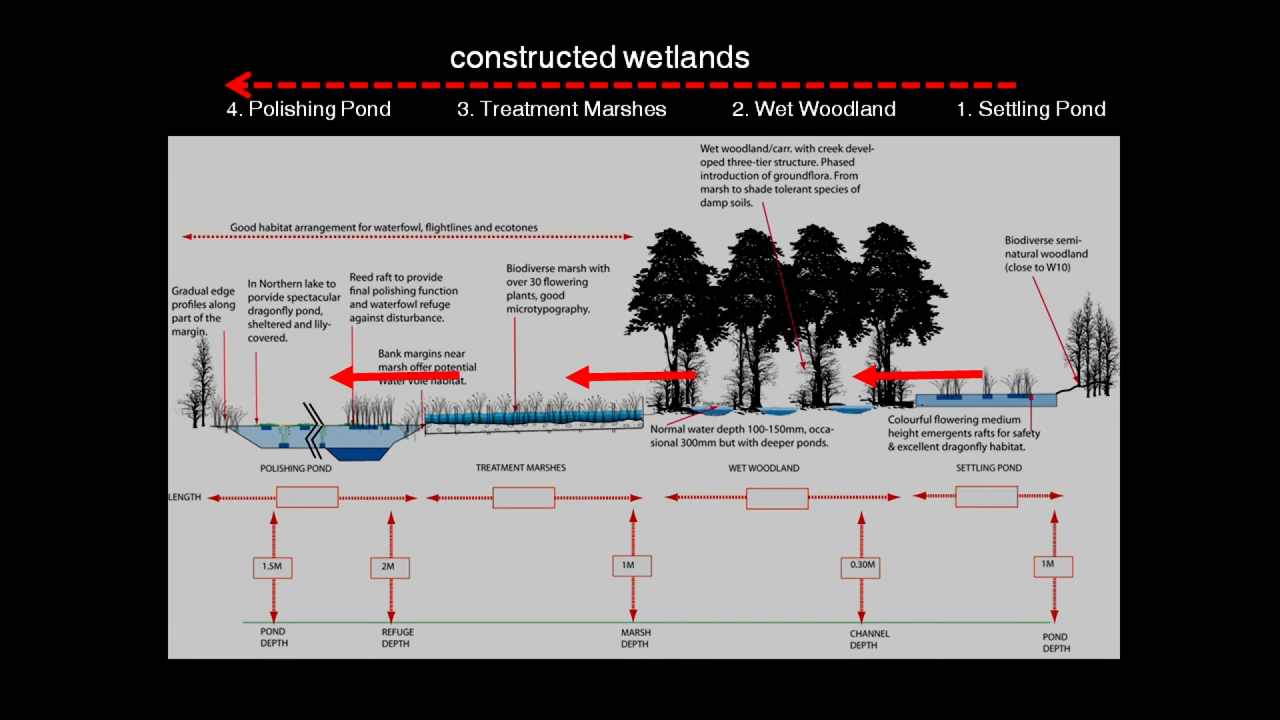 constructed wetlands
4. Polishing Pond
3. Treatment Marshes
2. Wet Woodland
1. Settling Pond
Wet woodland/carr. with creek devel-
oped three-tier structure. Phased
introduction of groundflora. From
marsh to shade tolerant species of
damp soils.
Good habitat arrangement for waterfowl, flightlines and ecotones
Biodiverse semi-
natural woodland
(close to W10)
Gradual edge
profiles along
part of the
margin.
In Northern lake to
porvide spectacular
dragonfly pond,
sheltered and lily-
covered.
Reed raft to provide
final polishing function
and waterfowl refuge
against disturbance.
Biodiverse marsh with
over 30 flowering
plants, good
microtypography.
Bank margins near
marsh offer potential
Water vole habitat.
Normal water depth 100-150mm, occa-
sional 300mm but with deeper ponds.
Colourful flowering medium
height emergents rafts for safety
& excellent dragonfly habitat.
POLISHING POND
TREATMENT MARSHES
WET WOODLAND
SETTLING POND
LENGTH
1.5M
2M
1M
0.30M
1M
POND
DEPTH
REFUGE
DEPTH
MARSH
DEPTH
CHANNEL
DEPTH
POND
DEPTH